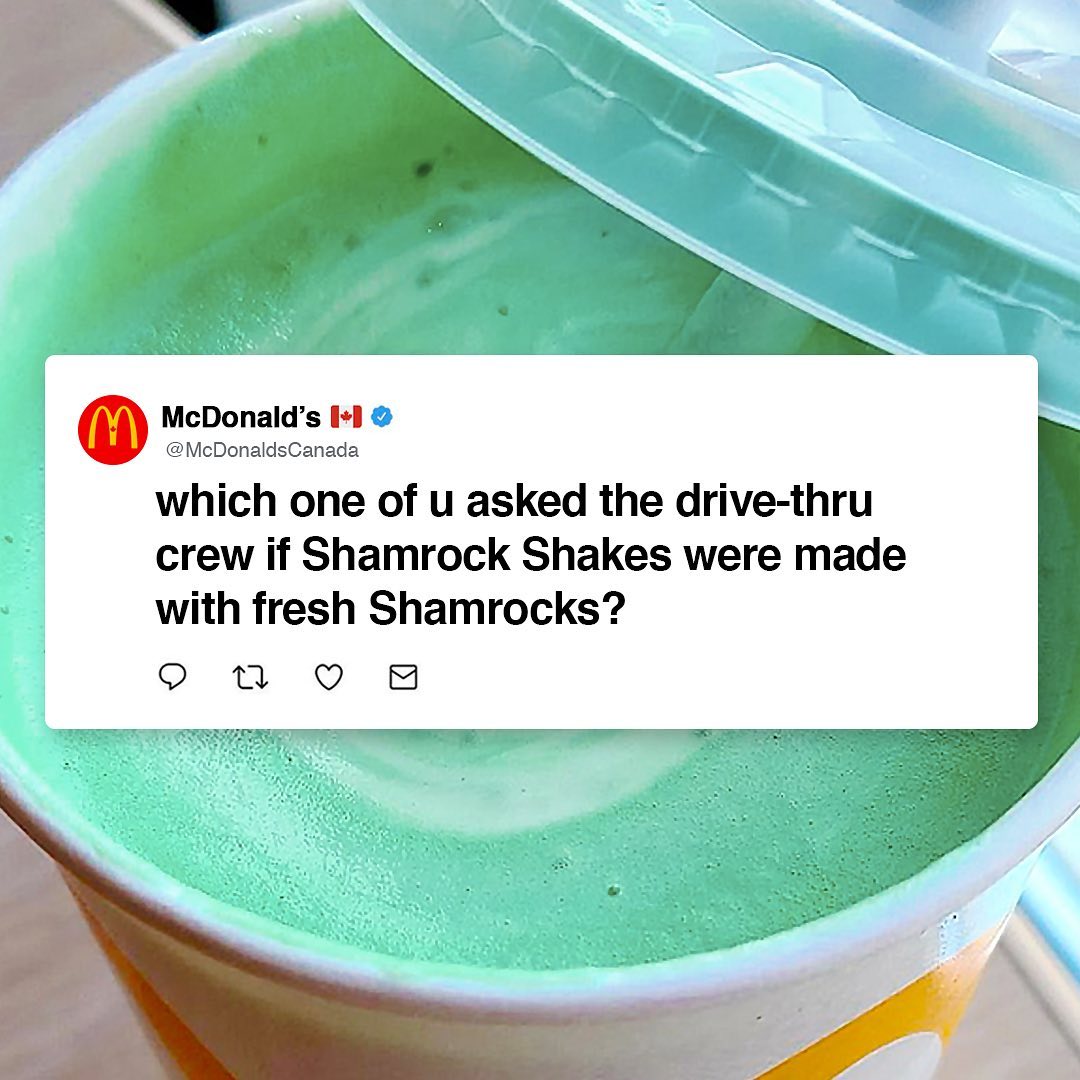 McDonald’s 🇨🇦
@McDonaldsCanada
which one of u asked the drive-thru
crew if Shamrock Shakes were made
with fresh Shamrocks?